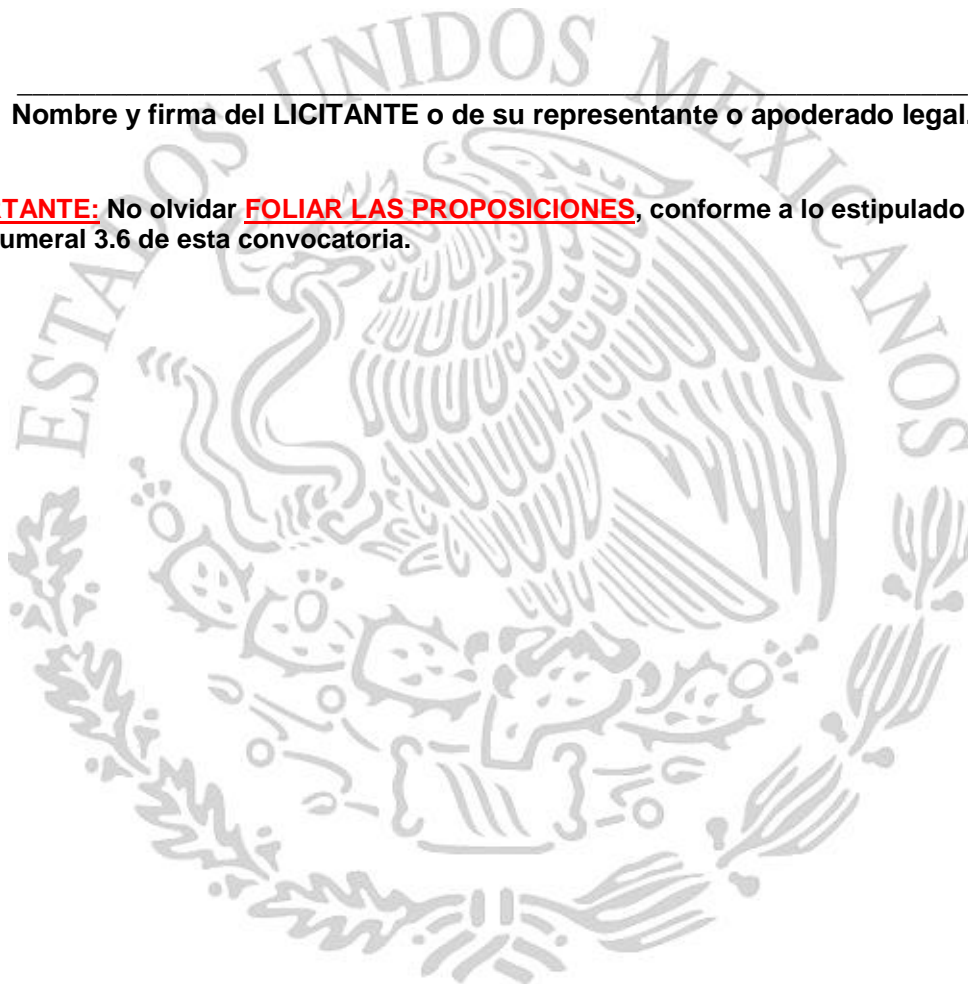 ESTADOS UNIDOS MEXICANOS
Nombre y firma del LICITANTE o de su representante o apoderado legal.
TANTE: No olvidar FOLIAR LAS PROPOSICIONES, conforme a lo estipulado
umeral 3.6 de esta convocatoria.